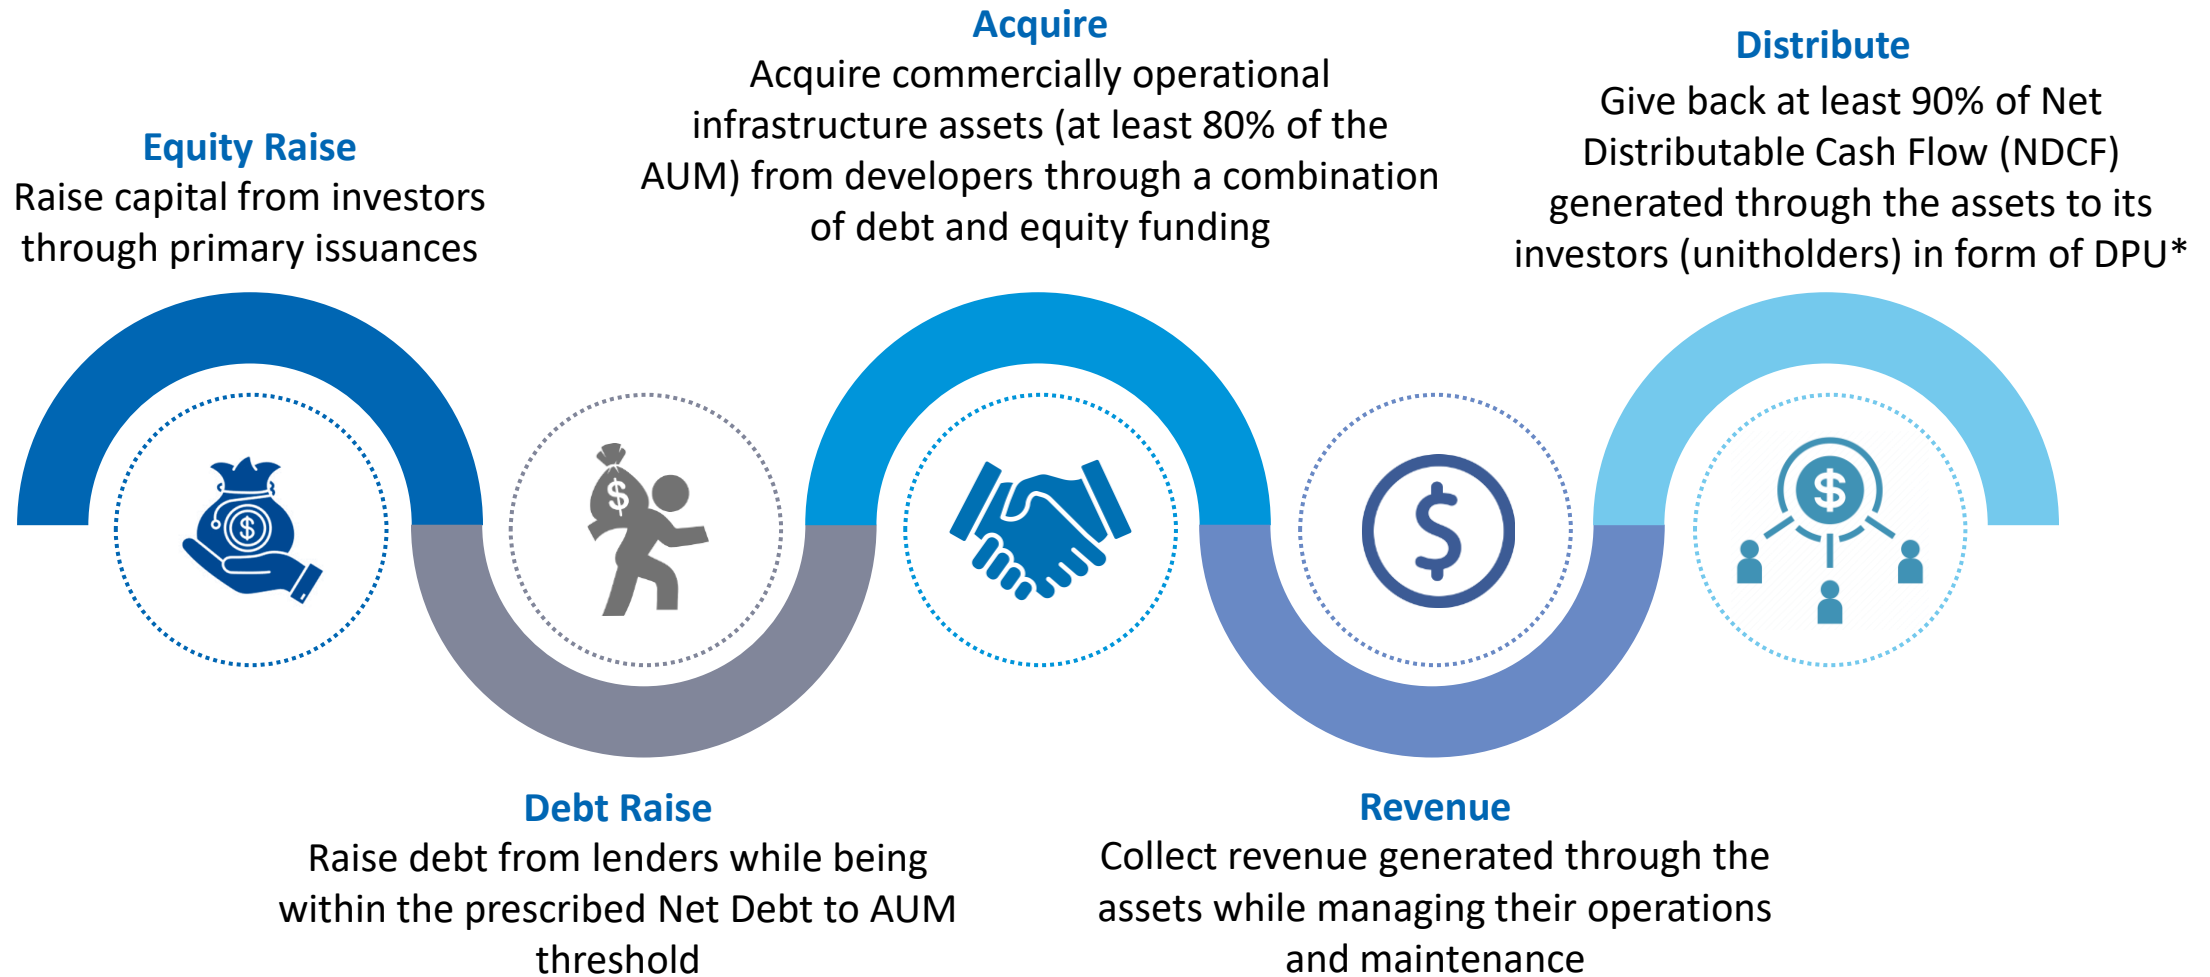 Equity Raise
Raise capital from investors
through primary issuances
$
Debt Raise
Raise debt from lenders while being
within the prescribed Net Debt to AUM
threshold
$
Acquire
Acquire commercially operational
infrastructure assets (at least 80% of the
AUM) from developers through a combination
of debt and equity funding
Revenue
Collect revenue generated through the
assets while managing their operations
and maintenance
$
Distribute
Give back at least 90% of Net
Distributable Cash Flow (NDCF)
generated through the assets to its
investors (unitholders) in form of DPU*
$